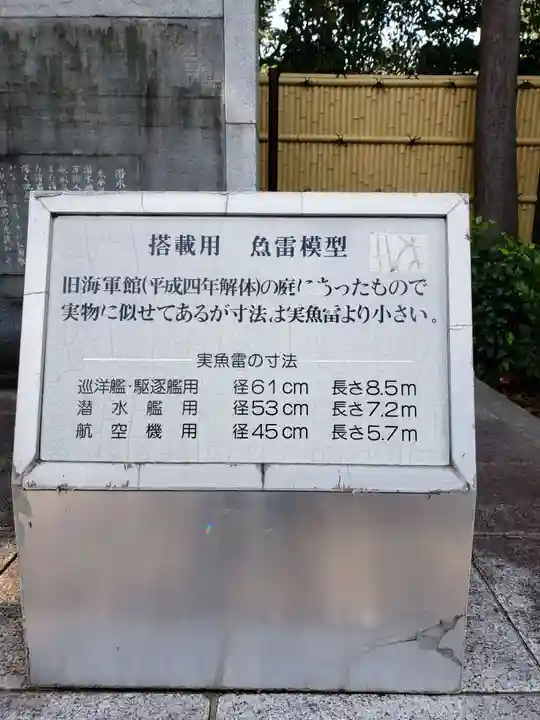 搭載用　魚雷模型
旧海軍館(平成四年解体)の庭にあったもので
実物に似せてあるが寸法は実魚雷より小さい。
実魚雷の寸法
巡洋艦・駆逐艦用　径61cm　長さ8.5m
潜水艦用　径53cm　長さ7.2m
航空機用　径45cm　長さ5.7m
潜水